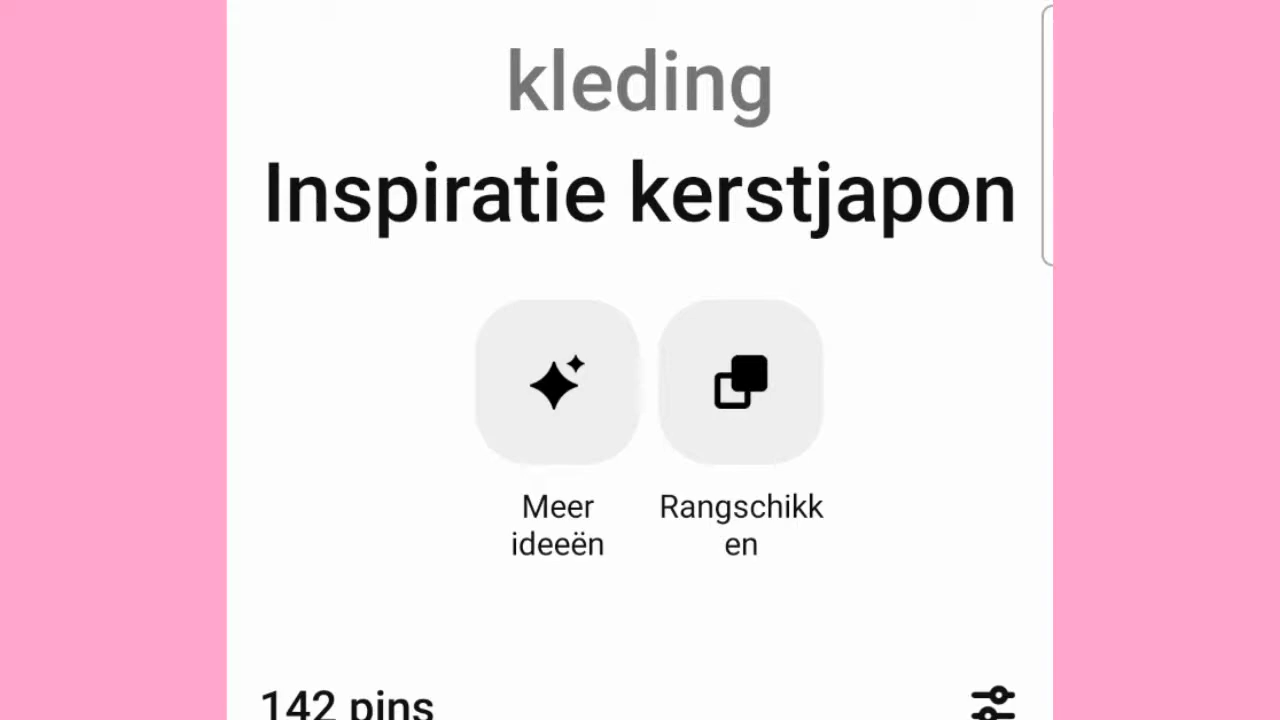 kleding
Inspiratie kerstjapon
Meer
ideeën
Rangschikk
en
142 pins